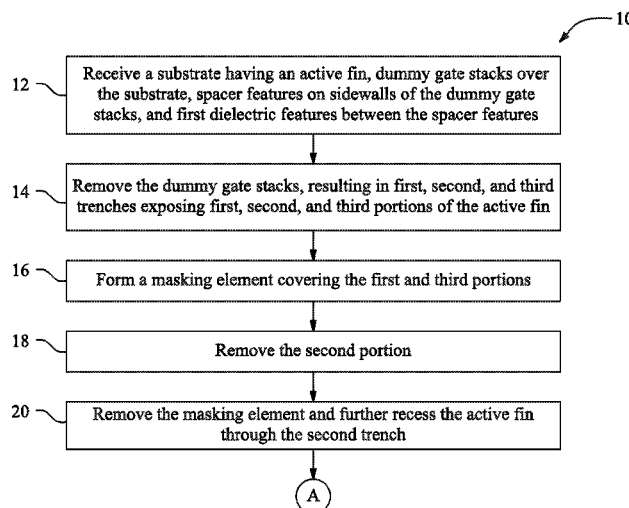 10
12
Receive a substrate having an active fin, dummy gate stacks over
the substrate, spacer features on sidewalls of the dummy gate
stacks, and first dielectric features between the spacer features
14
Remove the dummy gate stacks, resulting in first, second, and third
trenches exposing first, second, and third portions of the active fin
16
Form a masking element covering the first and third portions
18
Remove the second portion
20
Remove the masking element and further recess the active fin
through the second trench
A